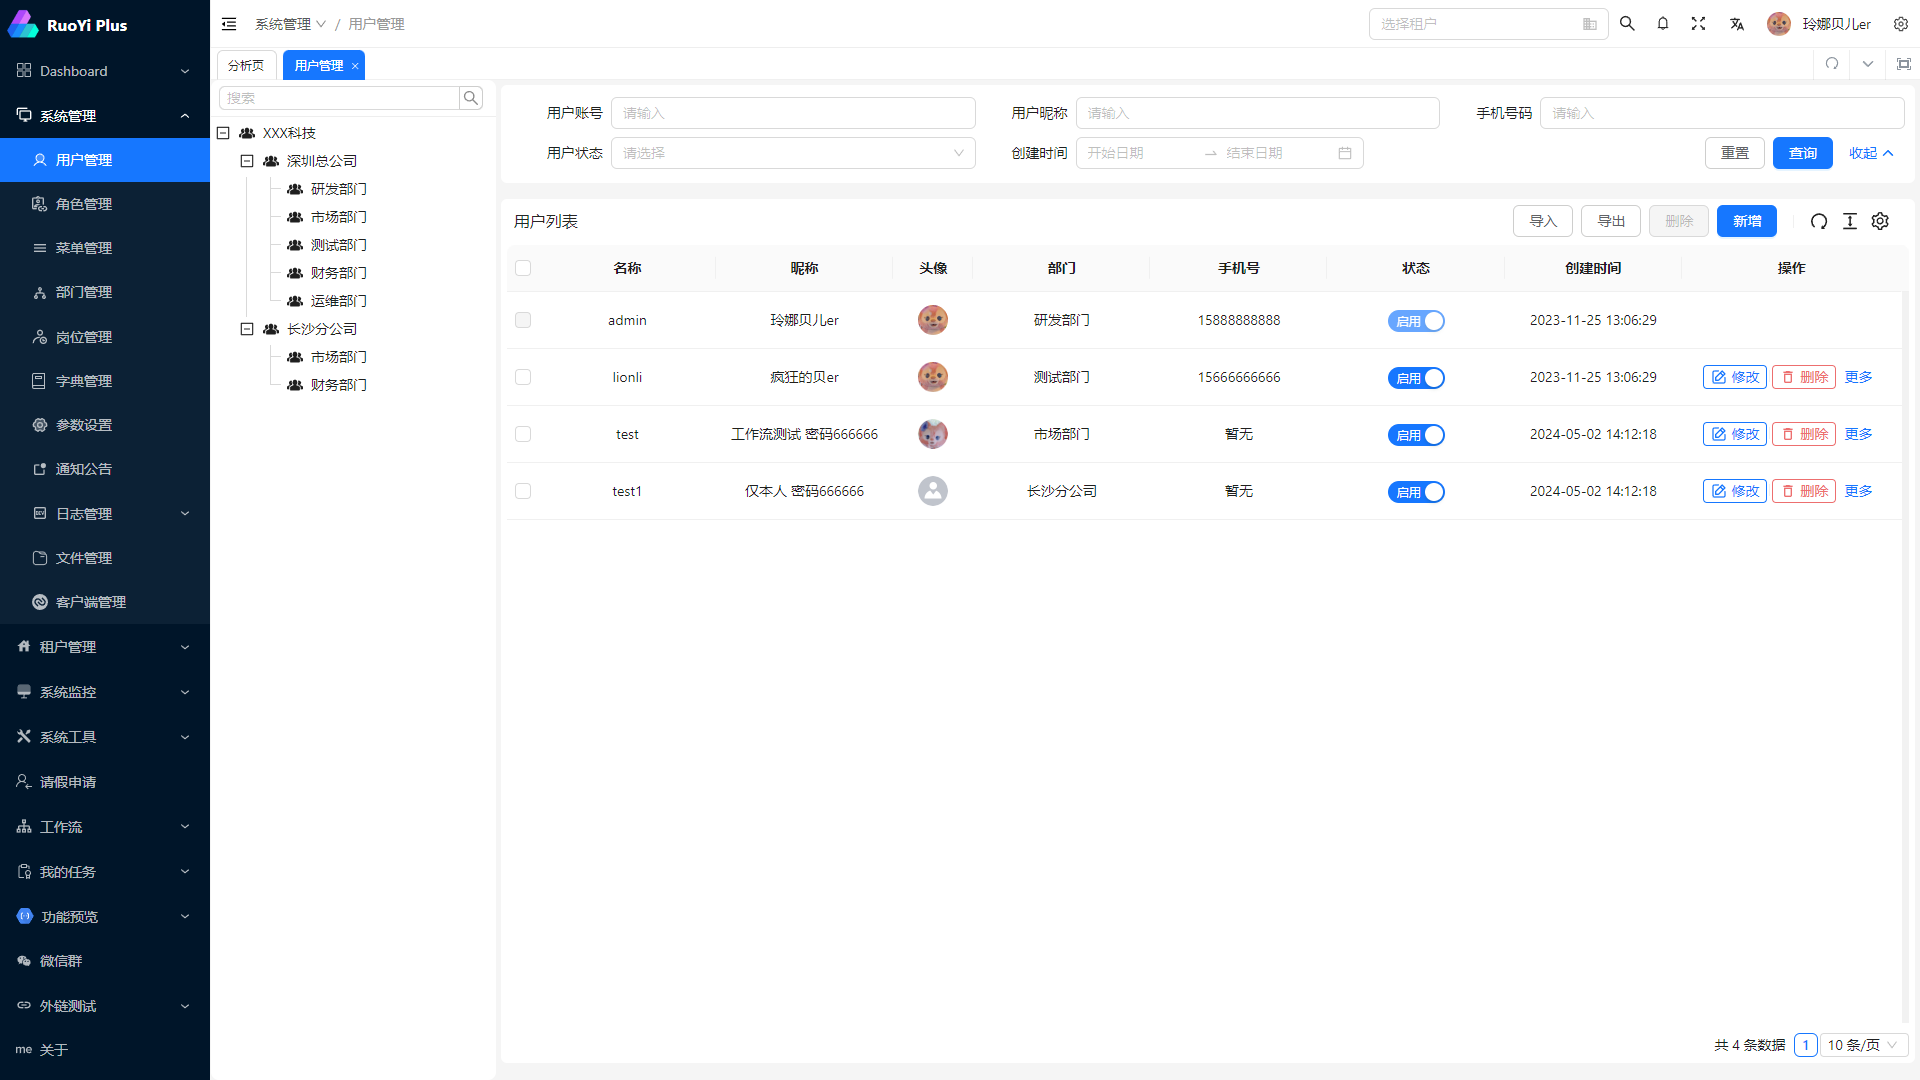 RuoYi Plus
Dashboard
系统管理
用户管理
角色管理
菜单管理
部门管理
岗位管理
字典管理
参数设置
通知公告
日志管理
文件管理
客户端管理
租户管理
系统监控
系统工具
请假申请
工作流
我的任务
功能预览
微信群
外链测试
me 关于
系统管理 / 用户管理
选择租户
玲娜贝儿er
分析页
用户管理 ×
搜索
XXX科技
深圳总公司
研发部门
市场部门
测试部门
财务部门
运维部门
长沙分公司
市场部门
财务部门
用户账号 请输入
用户昵称 请输入
手机号码 请输入
用户状态 请选择
创建时间 开始日期 → 结束日期
重置 查询 收起
用户列表
导入 导出 删除 新增
名称 昵称 头像 部门 手机号 状态 创建时间 操作
admin 玲娜贝儿er 研发部门 15888888888 启用 2023-11-25 13:06:29
lionli 疯狂的贝er 测试部门 15666666666 启用 2023-11-25 13:06:29 修改 删除 更多
test 工作流测试 密码666666 市场部门 暂无 启用 2024-05-02 14:12:18 修改 删除 更多
test1 仅本人 密码666666 长沙分公司 暂无 启用 2024-05-02 14:12:18 修改 删除 更多
共 4 条数据 1 10 条/页